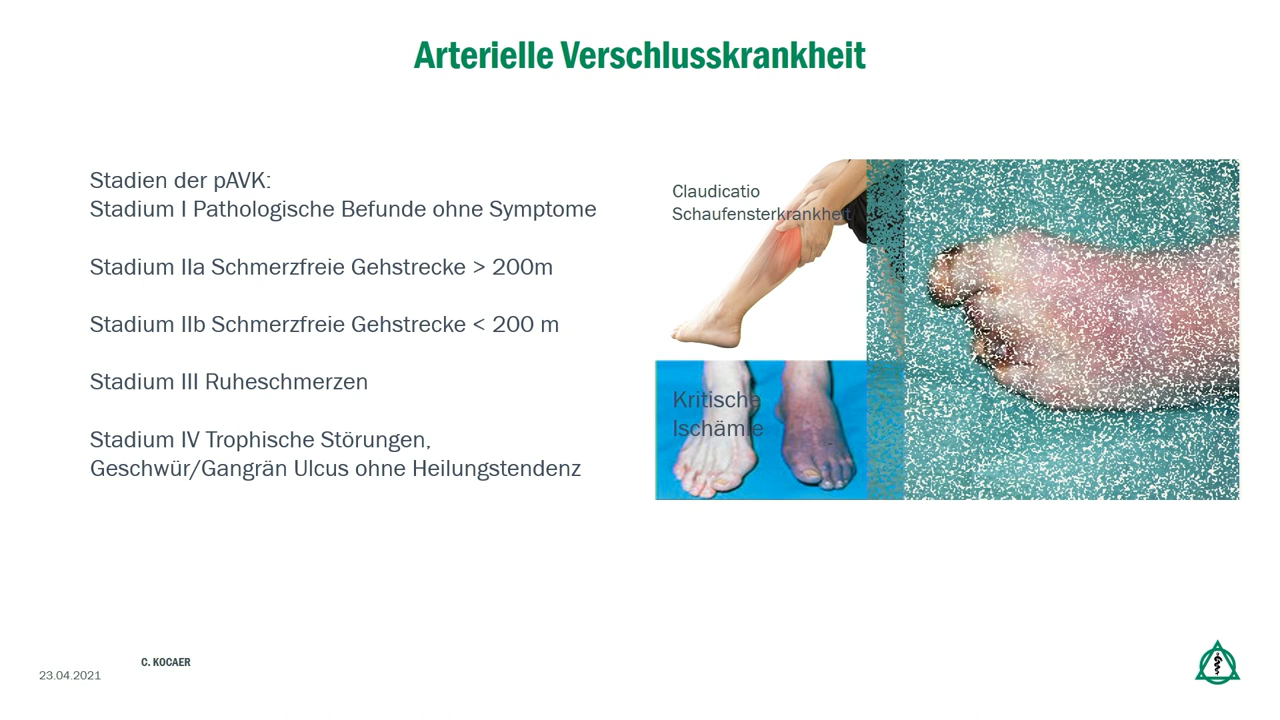 Arterielle Verschlusskrankheit
Stadien der pAVK:
Stadium I Pathologische Befunde ohne Symptome
Stadium IIa Schmerzfreie Gehstrecke > 200m
Stadium IIb Schmerzfreie Gehstrecke < 200 m
Stadium III Ruheschmerzen
Stadium IV Trophische Störungen,
Geschwür/Gangrän Ulcus ohne Heilungstendenz
Claudicatio
Schaufensterkrankheit
Kritische
Ischämie
C. KOCAER
23.04.2021